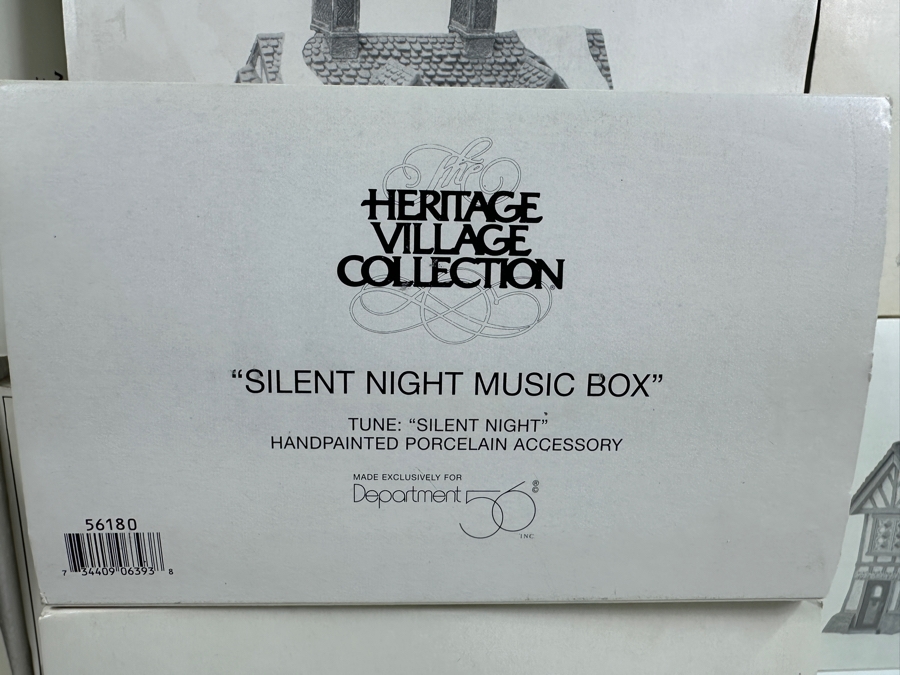 The
HERITAGE
VILLAGE
COLLECTION®
“SILENT NIGHT MUSIC BOX”
TUNE: “SILENT NIGHT”
HANDPAINTED PORCELAIN ACCESSORY
MADE EXCLUSIVELY FOR
Department 56 ® ©
INC
56180
7 34409 06393 8